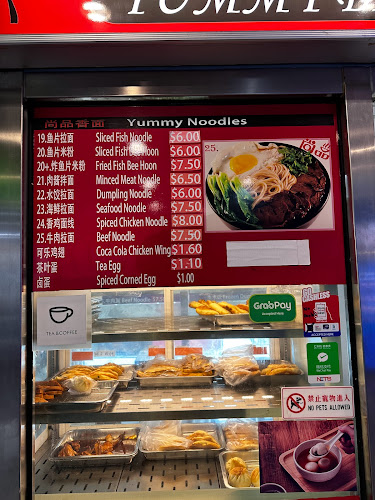 尚品香面 Yummy Noodles
19.鱼片拉面 Sliced Fish Noodle $6.00
20.鱼片米粉 Sliced Fish Bee Hoon $6.00
20+.炸鱼片米粉 Fried Fish Bee Hoon $7.50
21.肉酱拌面 Minced Meat Noodle $6.50
22.水饺拉面 Dumpling Noodle $6.00
23.海鲜拉面 Seafood Noodle $7.50
24.香鸡面线 Spiced Chicken Noodle $8.00
25.牛肉拉面 Beef Noodle $7.50
可乐鸡翅 Coca Cola Chicken Wing $1.60
茶叶蛋 Tea Egg $1.10
卤蛋 Spiced Corned Egg $1.00
25.
TEA & COFFEE
GrabPay
GO
CASHLESS
NETS
禁止宠物进入
NO PETS ALLOWED